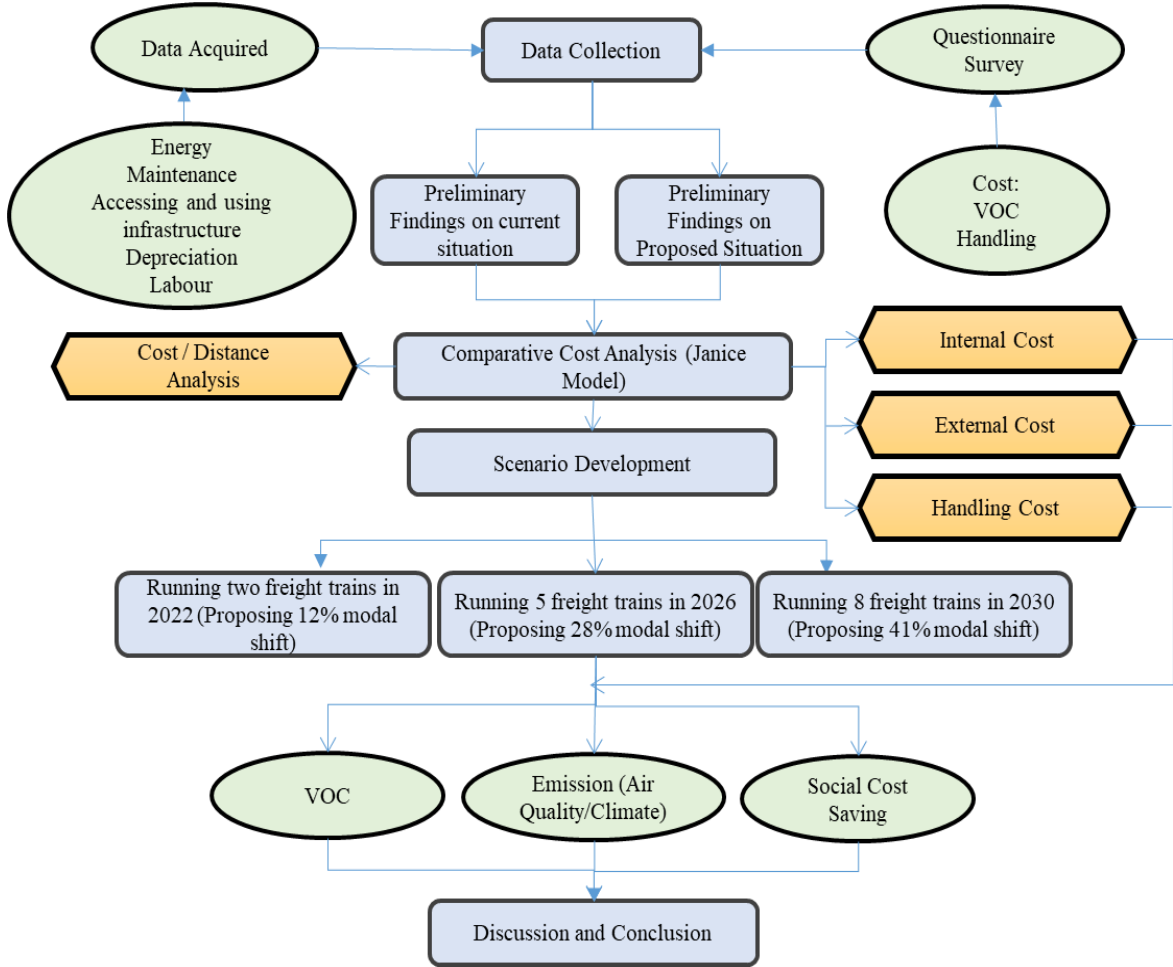 Data Acquired
Data Collection
Questionnaire
Survey
Energy
Maintenance
Accessing and using
infrastructure
Depreciation
Labour
Preliminary
Findings on current
situation
Preliminary
Findings on
Proposed Situation
Cost:
VOC
Handling
Cost / Distance
Analysis
Comparative Cost Analysis (Janice
Model)
Internal Cost
External Cost
Handling Cost
Scenario Development
Running two freight trains in
2022 (Proposing 12% modal
shift)
Running 5 freight trains in 2026
(Proposing 28% modal shift)
Running 8 freight trains in 2030
(Proposing 41% modal shift)
VOC
Emission (Air
Quality/Climate)
Social Cost
Saving
Discussion and Conclusion